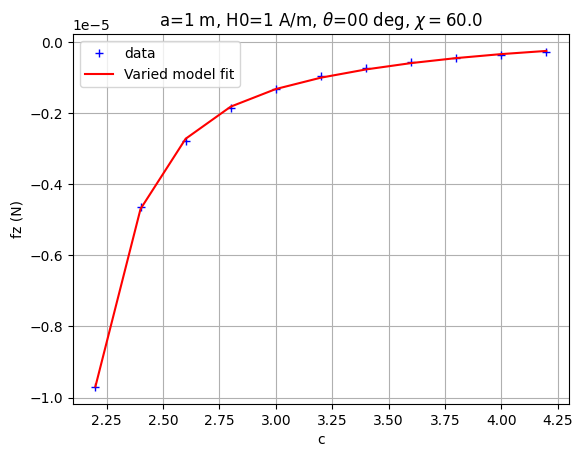 a=1 m, H0=1 A/m, θ=00 deg, χ = 60.0
1e−5
data
Varied model fit
0.0
−0.2
−0.4
−0.6
−0.8
−1.0
fz (N)
2.25 2.50 2.75 3.00 3.25 3.50 3.75 4.00 4.25
c